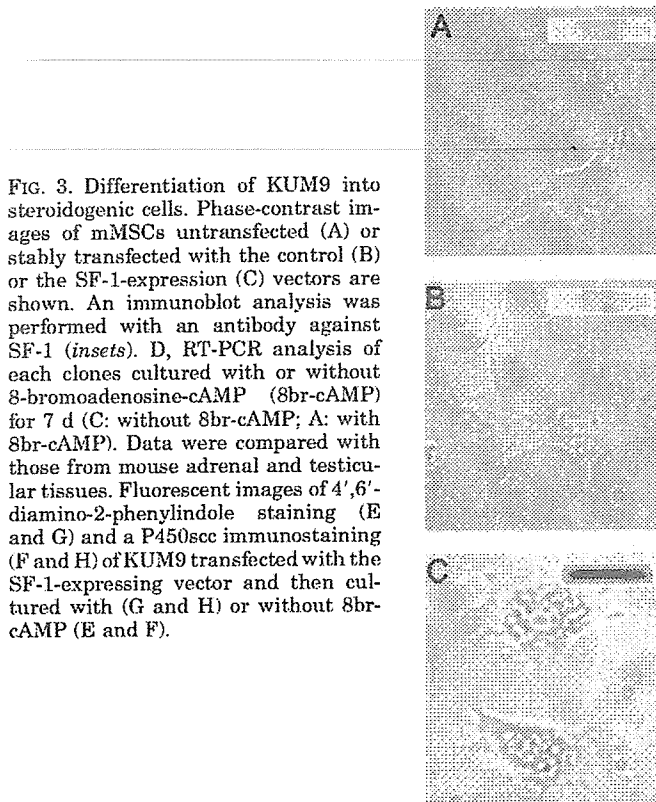 FIG. 3. Differentiation of KUM9 into
steroidogenic cells. Phase-contrast im-
ages of mMSCs untransfected (A) or
stably transfected with the control (B)
or the SF-1-expression (C) vectors are
shown. An immunoblot analysis was
performed with an antibody against
SF-1 (insets). D, RT-PCR analysis of
each clones cultured with or without
8-bromoadenosine-cAMP (8br-cAMP)
for 7 d (C: without 8br-cAMP; A: with
8br-cAMP). Data were compared with
those from mouse adrenal and testicu-
lar tissues. Fluorescent images of 4′,6′-
diamino-2-phenylindole staining (E
and G) and a P450scc immunostaining
(F and H) of KUM9 transfected with the
SF-1-expressing vector and then cul-
tured with (G and H) or without 8br-
cAMP (E and F).
A
B
C